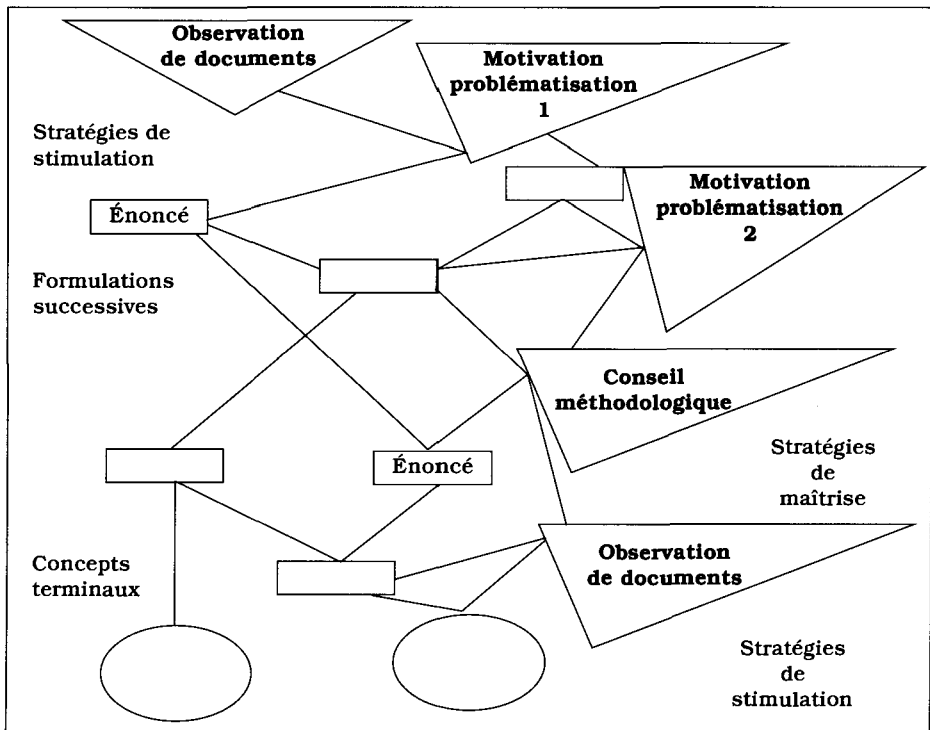 Observation
de documents
Motivation
problématisation
1
Stratégies de
stimulation
Énoncé
Motivation
problématisation
2
Formulations
successives
Conseil
méthodologique
Énoncé
Stratégies
de
maîtrise
Concepts
terminaux
Observation
de documents
Stratégies
de
stimulation